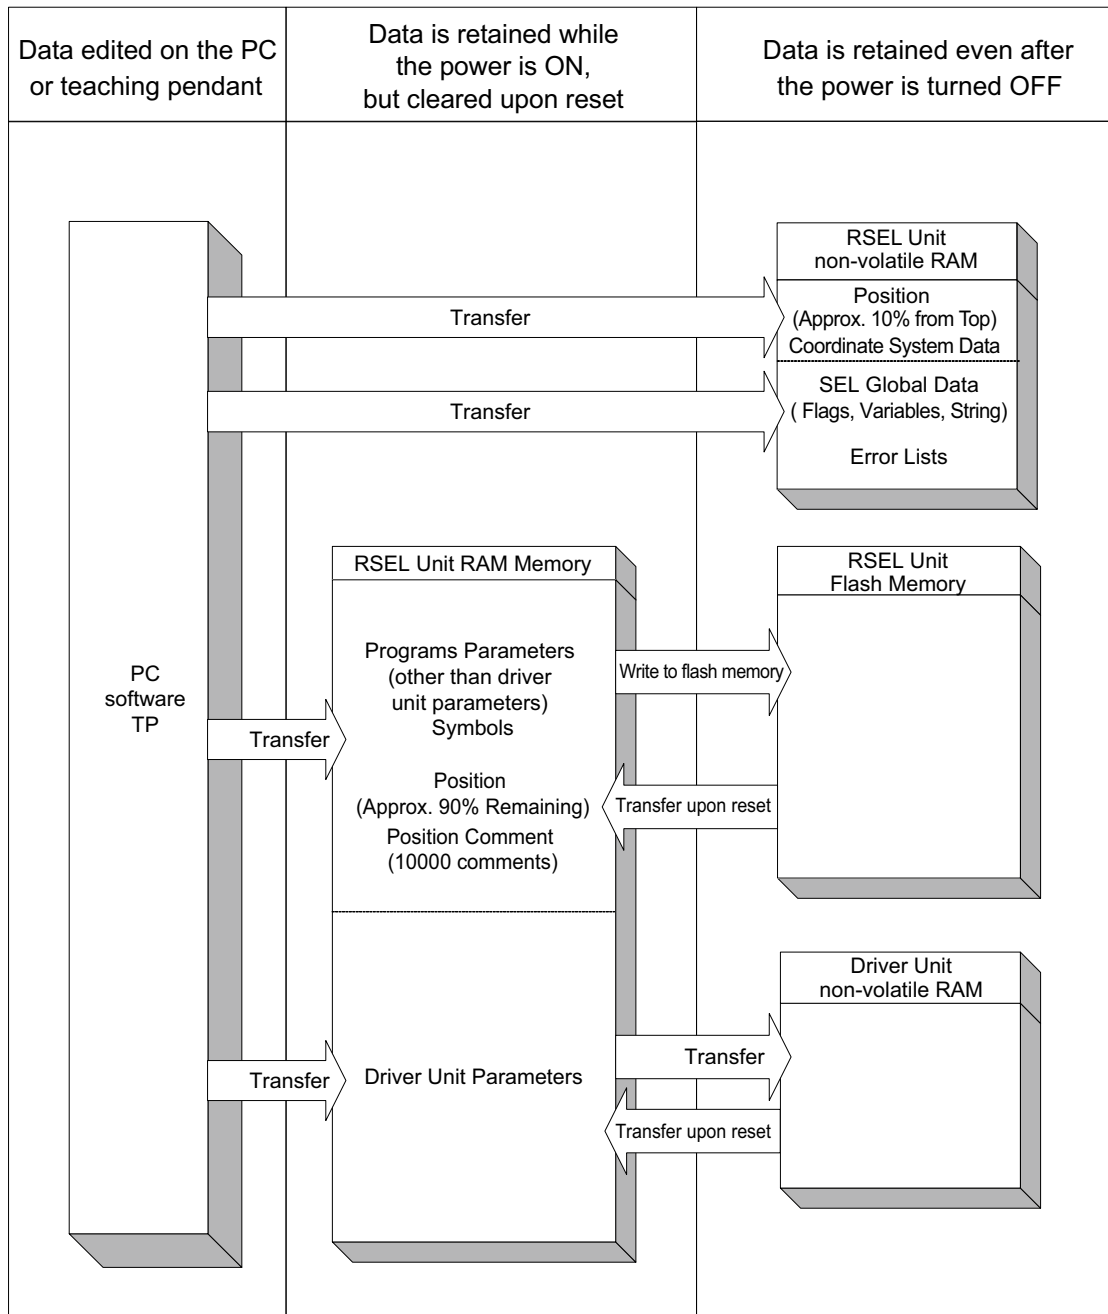 Data edited on the PC
or teaching pendant
Data is retained while
the power is ON,
but cleared upon reset
Data is retained even after
the power is turned OFF
PC
software
TP
Transfer
Transfer
RSEL Unit
non-volatile RAM
Position
(Approx. 10% from Top)
Coordinate System Data
SEL Global Data
( Flags, Variables, String)
Error Lists
RSEL Unit RAM Memory
Programs Parameters
(other than driver
unit parameters)
Symbols
Position
(Approx. 90% Remaining)
Position Comment
(10000 comments)
Transfer
Write to flash memory
Transfer upon reset
RSEL Unit
Flash Memory
Driver Unit Parameters
Transfer
Transfer
Transfer upon reset
Driver Unit
non-volatile RAM